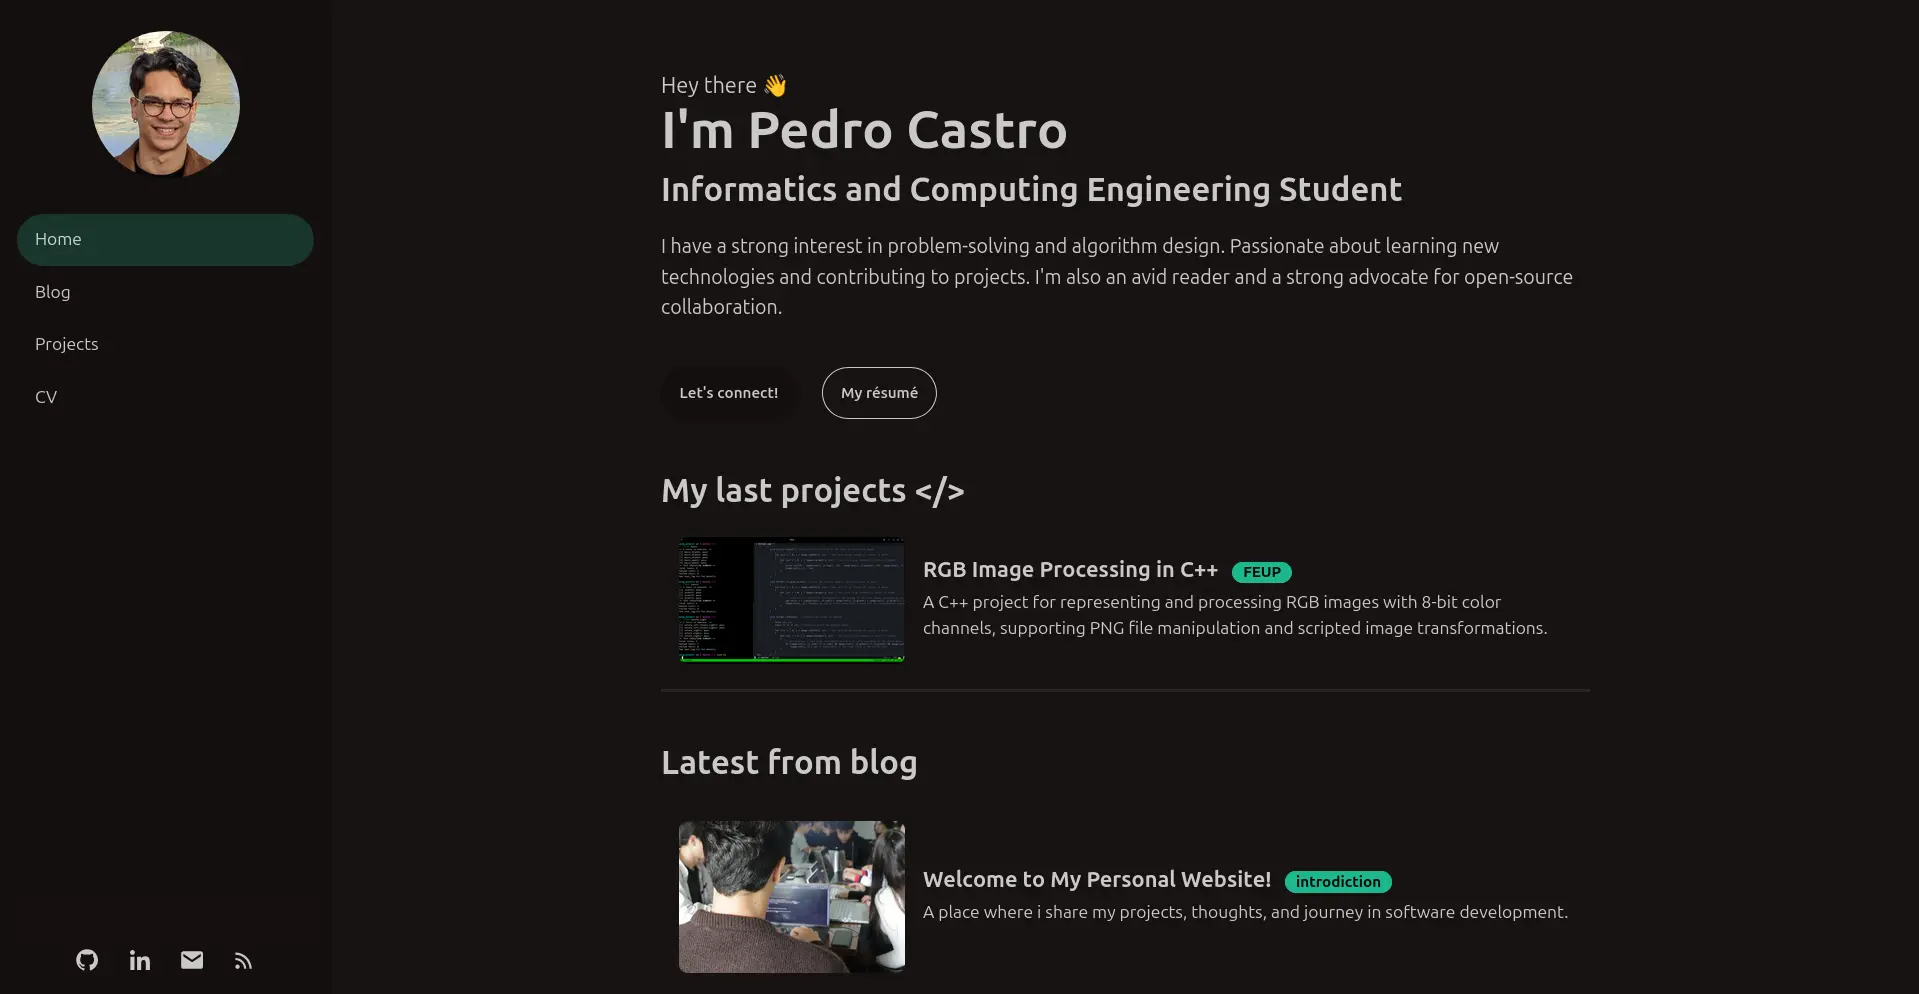 Home
Blog
Projects
CV
Hey there 👋
I'm Pedro Castro
Informatics and Computing Engineering Student
I have a strong interest in problem-solving and algorithm design. Passionate about learning new
technologies and contributing to projects. I'm also an avid reader and a strong advocate for open-source
collaboration.
Let's connect!
My résumé
My last projects </>
RGB Image Processing in C++ FEUP
A C++ project for representing and processing RGB images with 8-bit color
channels, supporting PNG file manipulation and scripted image transformations.
Latest from blog
Welcome to My Personal Website! introdiction
A place where i share my projects, thoughts, and journey in software development.